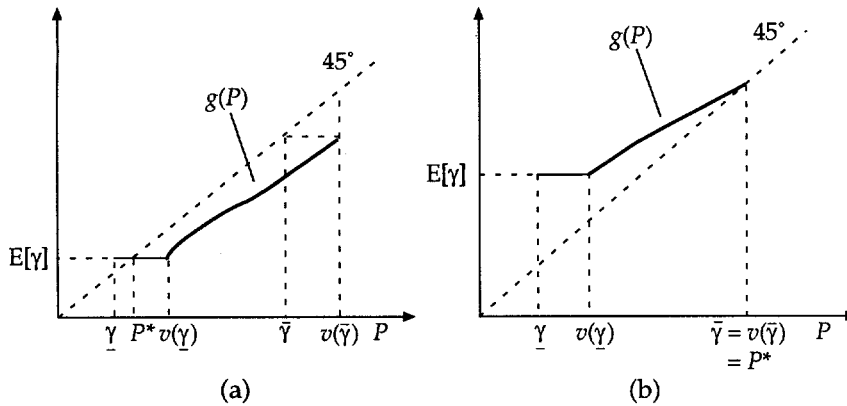 45°
g(P)
E[γ]
γ P* v(γ) γ̄ v(γ̄) P
(a)
45°
g(P)
E[γ]
γ v(γ) γ̄ = v(γ̄) P
= P*
(b)